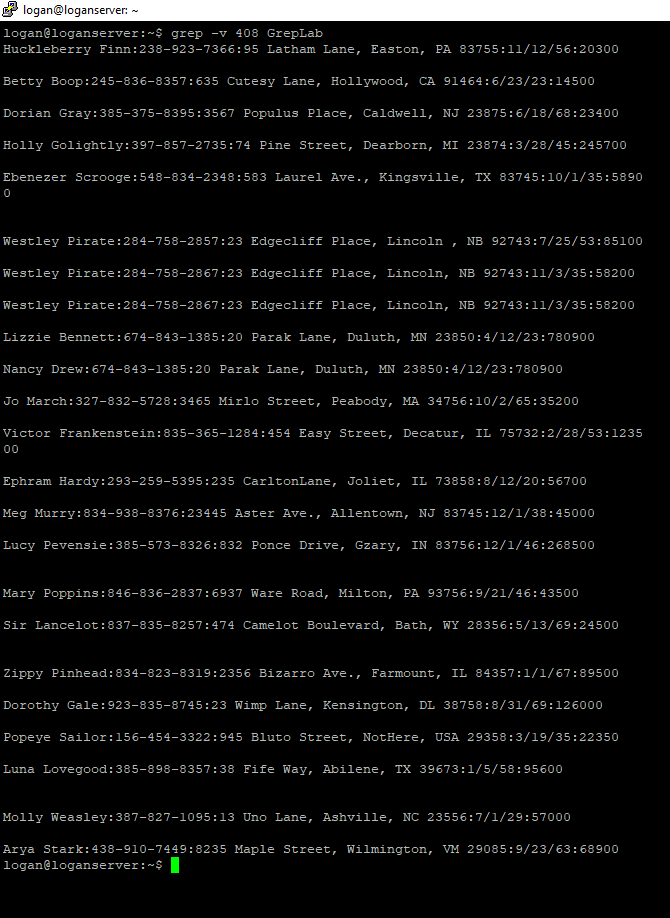 logan@loganserver: ~
logan@loganserver:~$ grep -v 408 GrepLab
Huckleberry Finn:238-923-7366:95 Latham Lane, Easton, PA 83755:11/12/56:20300
Betty Boop:245-836-8357:635 Cutesy Lane, Hollywood, CA 91464:6/23/23:14500
Dorian Gray:385-375-8395:3567 Populus Place, Caldwell, NJ 23875:6/18/68:23400
Holly Golightly:397-857-2735:74 Pine Street, Dearborn, MI 23874:3/28/45:245700
Ebenezer Scrooge:548-834-2348:583 Laurel Ave., Kingsville, TX 83745:10/1/35:5890
0
Westley Pirate:284-758-2857:23 Edgecliff Place, Lincoln , NB 92743:7/25/53:85100
Westley Pirate:284-758-2867:23 Edgecliff Place, Lincoln, NB 92743:11/3/35:58200
Westley Pirate:284-758-2867:23 Edgecliff Place, Lincoln, NB 92743:11/3/35:58200
Lizzie Bennett:674-843-1385:20 Parak Lane, Duluth, MN 23850:4/12/23:780900
Nancy Drew:674-843-1385:20 Parak Lane, Duluth, MN 23850:4/12/23:780900
Jo March:327-832-5728:3465 Mirlo Street, Peabody, MA 34756:10/2/65:35200
Victor Frankenstein:835-365-1284:454 Easy Street, Decatur, IL 75732:2/28/53:1235
00
Ephram Hardy:293-259-5395:235 CarltonLane, Joliet, IL 73858:8/12/20:56700
Meg Murry:834-938-8376:23445 Aster Ave., Allentown, NJ 83745:12/1/38:45000
Lucy Pevensie:385-573-8326:832 Ponce Drive, Gzary, IN 83756:12/1/46:268500
Mary Poppins:846-836-2837:6937 Ware Road, Milton, PA 93756:9/21/46:43500
Sir Lancelot:837-835-8257:474 Camelot Boulevard, Bath, WY 28356:5/13/69:24500
Zippy Pinhead:834-823-8319:2356 Bizarro Ave., Farmount, IL 84357:1/1/67:89500
Dorothy Gale:923-835-8745:23 Wimp Lane, Kensington, DL 38758:8/31/69:126000
Popeye Sailor:156-454-3322:945 Bluto Street, NotHere, USA 29358:3/19/35:22350
Luna Lovegood:385-898-8357:38 Fife Way, Abilene, TX 39673:1/5/58:95600
Molly Weasley:387-827-1095:13 Uno Lane, Ashville, NC 23556:7/1/29:57000
Arya Stark:438-910-7449:8235 Maple Street, Wilmington, VM 29085:9/23/63:68900
logan@loganserver:~$